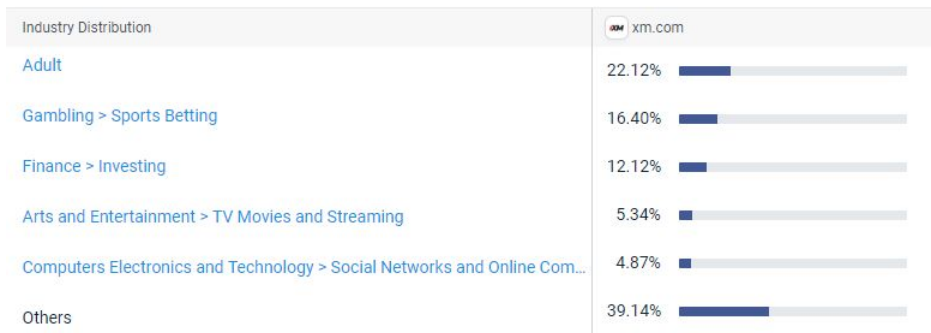 Industry Distribution
XM xm.com
Adult
22.12%
Gambling > Sports Betting
16.40%
Finance > Investing
12.12%
Arts and Entertainment > TV Movies and Streaming
5.34%
Computers Electronics and Technology > Social Networks and Online Com...
4.87%
Others
39.14%